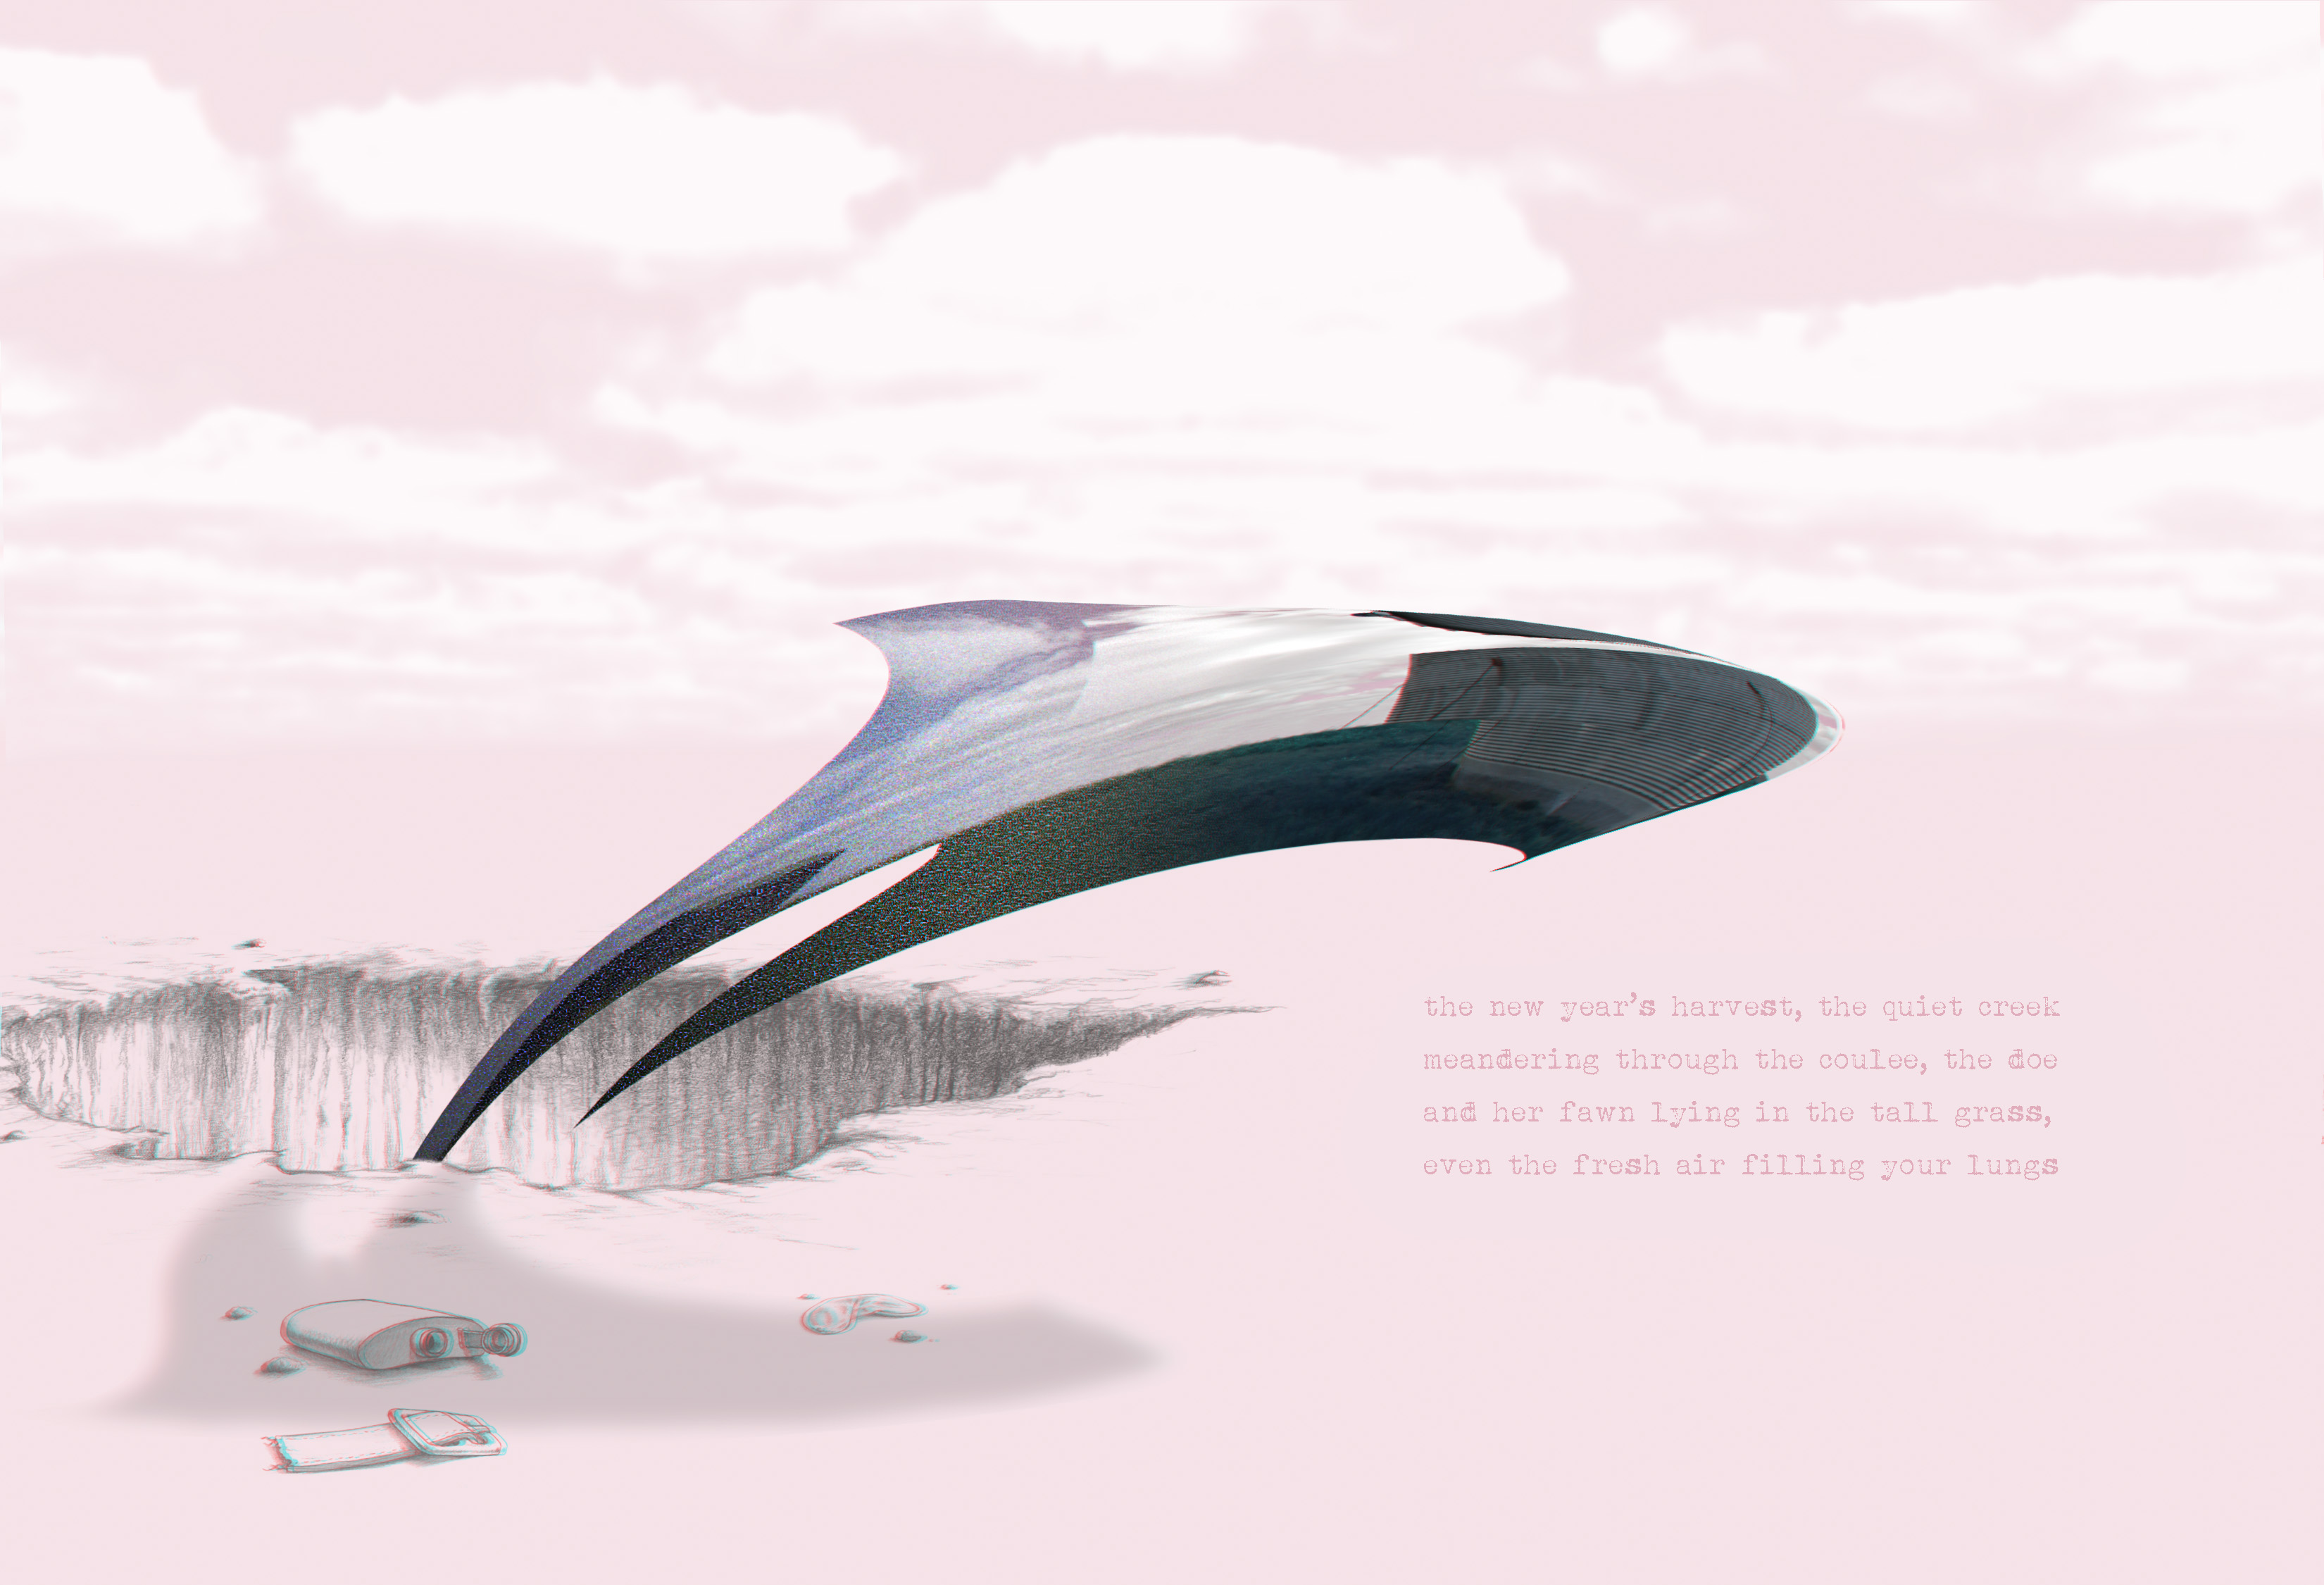 the new year’s harvest, the quiet creek
meandering through the coulee, the doe
and her fawn lying in the tall grass,
even the fresh air filling your lungs